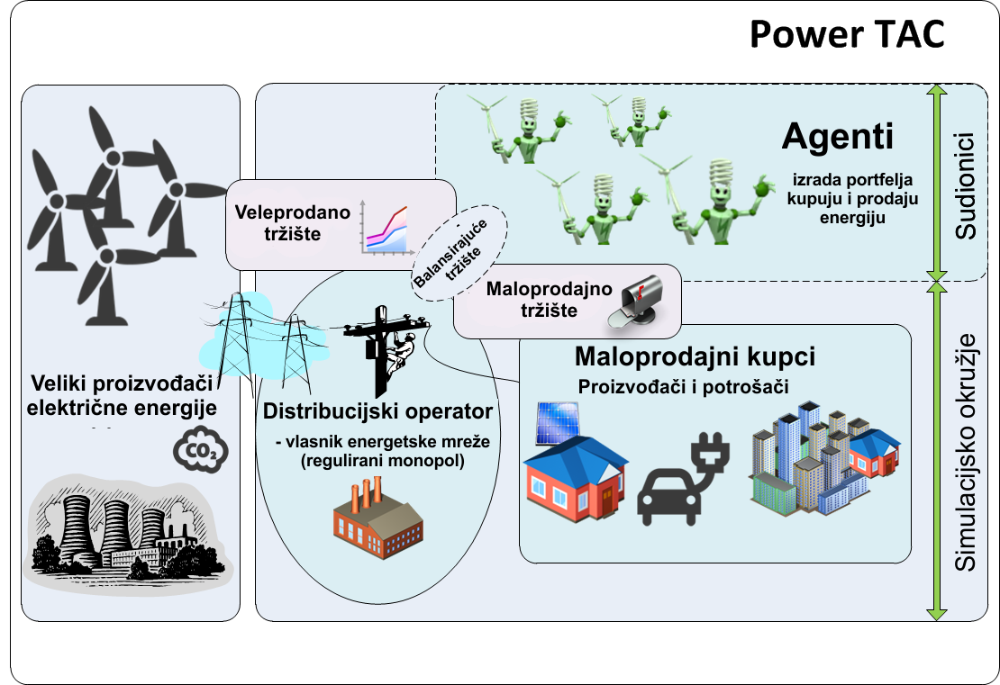 Power TAC
Agenti
izrada portfelja
kupuju i prodaju
energiju
Sudionici
Veleprodano
tržište
Balansirajuće
tržište
Maloprodajno
tržište
Maloprodajni kupci
Proizvođači i potrošači
Simulacijsko okružje
Veliki proizvođači
električne energije
CO2
Distribucijski operator
- vlasnik energetske mreže
(regulirani monopol)